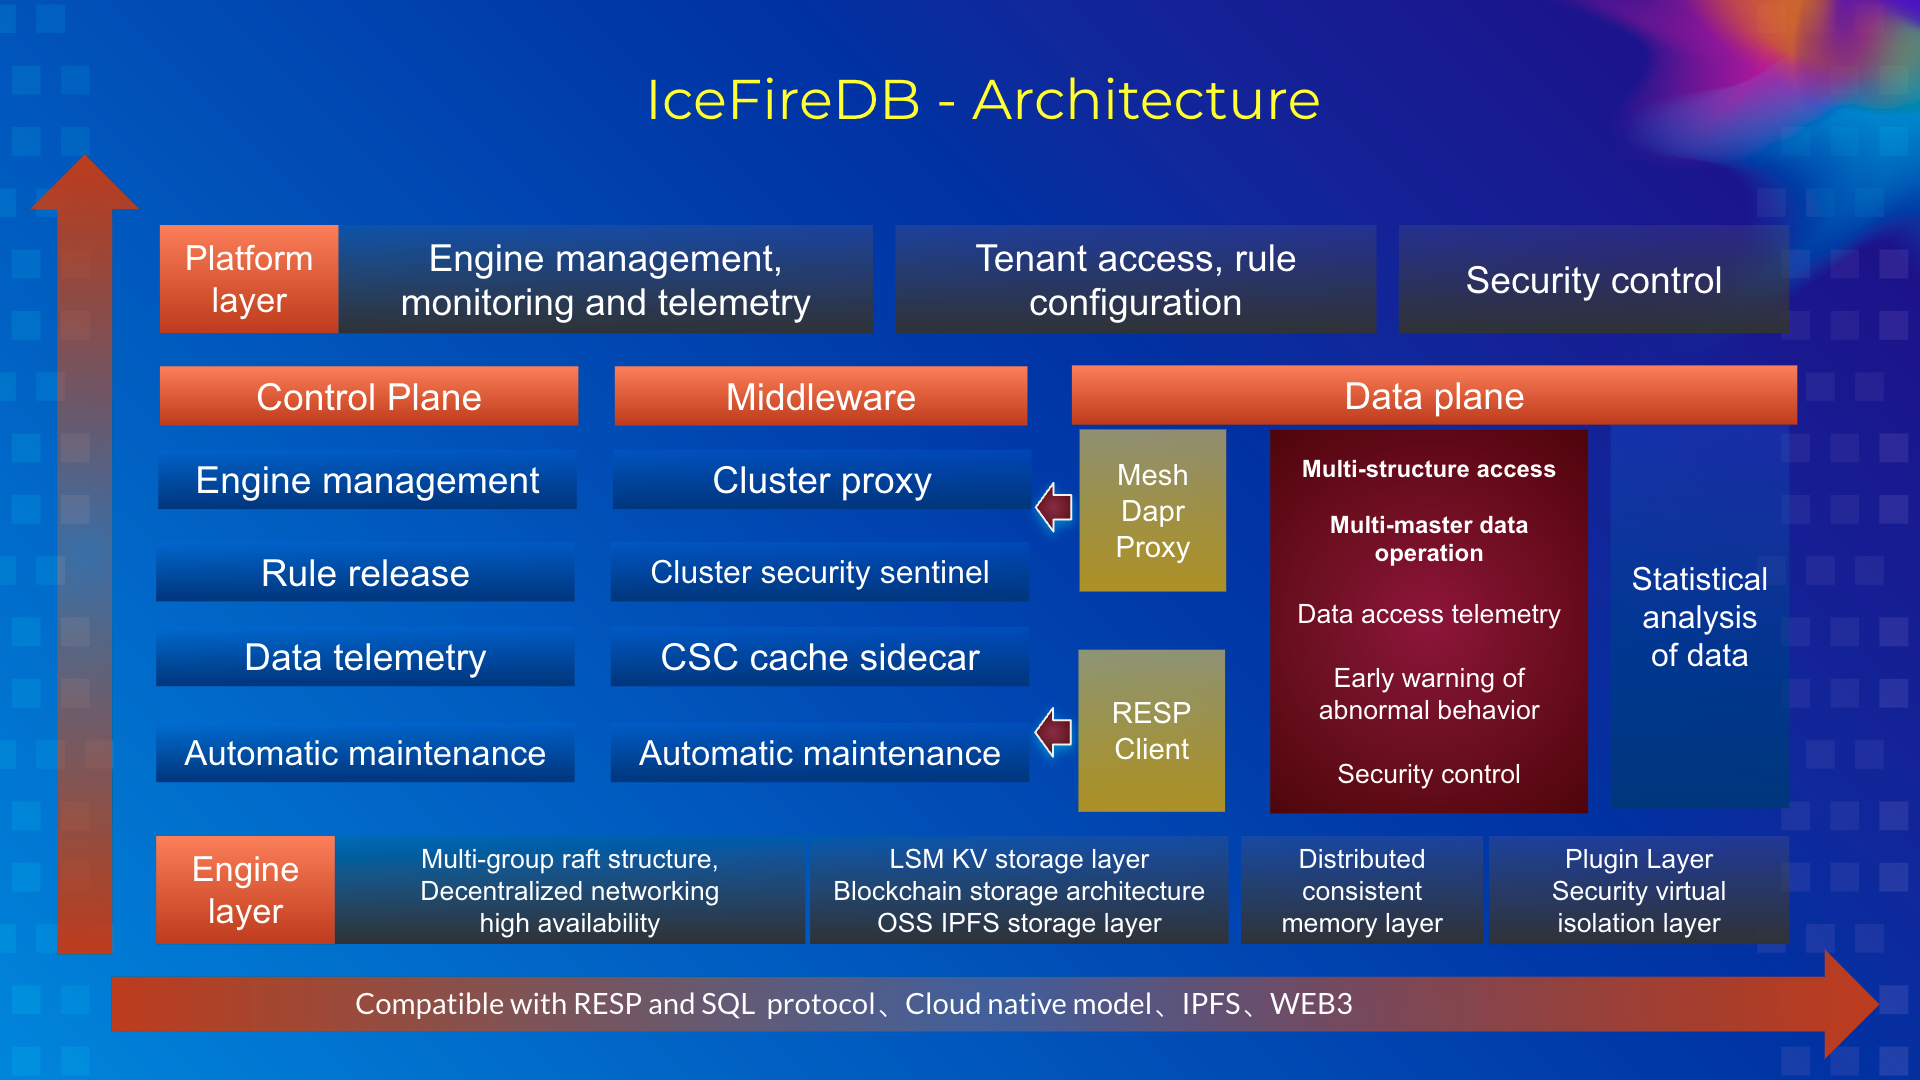 IceFireDB - Architecture
Platform
layer
Engine management,
monitoring and telemetry
Tenant access, rule
configuration
Security control
Control Plane
Engine management
Rule release
Data telemetry
Automatic maintenance
Middleware
Cluster proxy
Cluster security sentinel
CSC cache sidecar
Automatic maintenance
Data plane
Mesh
Dapr
Proxy
RESP
Client
Multi-structure access
Multi-master data
operation
Data access telemetry
Early warning of
abnormal behavior
Security control
Statistical
analysis
of data
Engine
layer
Multi-group raft structure,
Decentralized networking
high availability
LSM KV storage layer
Blockchain storage architecture
OSS IPFS storage layer
Distributed
consistent
memory layer
Plugin Layer
Security virtual
isolation layer
Compatible with RESP and SQL protocol、Cloud native model、IPFS、WEB3